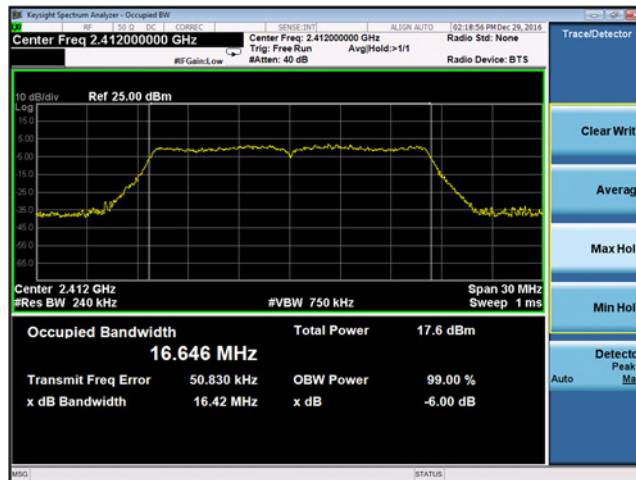 Keysight Spectrum Analyzer - Occupied BW
RF 50 Ω DC CORREC SENSE:INT ALIGN AUTO 02:18:56 PM Dec 29, 2016
Center Freq 2.412000000 GHz
Center Freq: 2.412000000 GHz
Radio Std: None
Trig: Free Run Avg|Hold:>1/1
#IFGain:Low
#Atten: 40 dB
Radio Device: BTS
Trace/Detector
10 dB/div Ref 25.00 dBm
Log
15.0
5.00
-5.00
-15.0
-25.0
-35.0
-45.0
-55.0
-65.0
Clear Writ
Averag
Max Hol
Min Hol
Detecto
Peak
Auto Ma
Center 2.412 GHz Span 30 MHz
#Res BW 240 kHz #VBW 750 kHz Sweep 1 ms
Occupied Bandwidth Total Power 17.6 dBm
16.646 MHz
Transmit Freq Error 50.830 kHz OBW Power 99.00 %
x dB Bandwidth 16.42 MHz x dB -6.00 dB
MSG STATUS